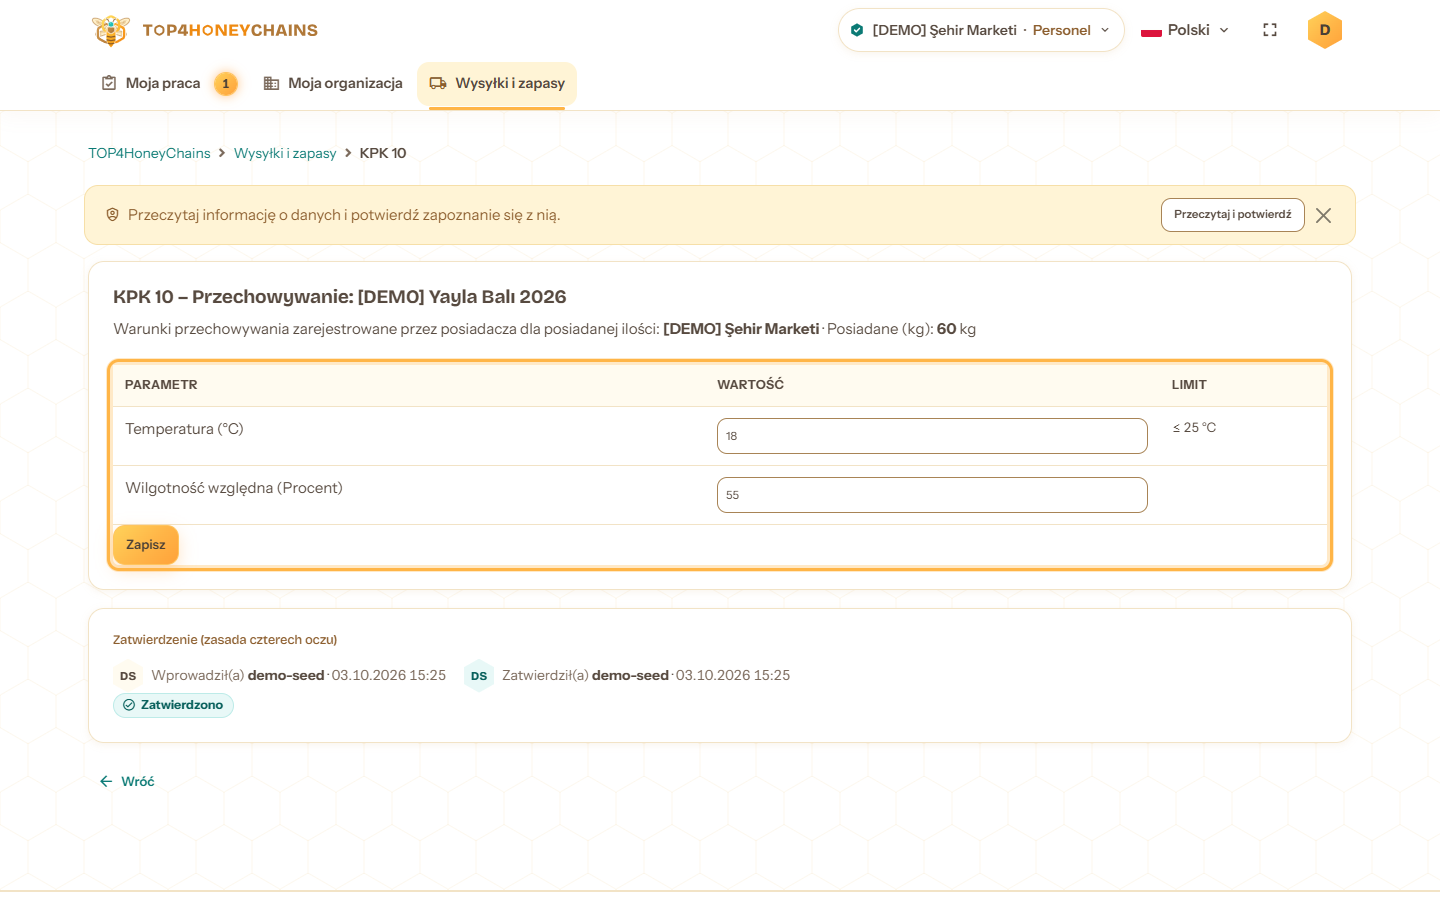 TOP4HONEYCHAINS
[DEMO] Şehir Marketi · Personel
Polski
D
Moja praca 1
Moja organizacja
Wysyłki i zapasy
TOP4HoneyChains > Wysyłki i zapasy > KPK 10
Przeczytaj informację o danych i potwierdź zapoznanie się z nią.
Przeczytaj i potwierdź
KPK 10 – Przechowywanie: [DEMO] Yayla Balı 2026
Warunki przechowywania zarejestrowane przez posiadacza dla posiadanej ilości: [DEMO] Şehir Marketi · Posiadane (kg): 60 kg
PARAMETR WARTOŚĆ LIMIT
Temperatura (°C) 18 ≤ 25 °C
Wilgotność względna (Procent) 55
Zapisz
Zatwierdzenie (zasada czterech oczu)
DS Wprowadził(a) demo-seed · 03.10.2026 15:25 DS Zatwierdził(a) demo-seed · 03.10.2026 15:25
Zatwierdzono
Wróć